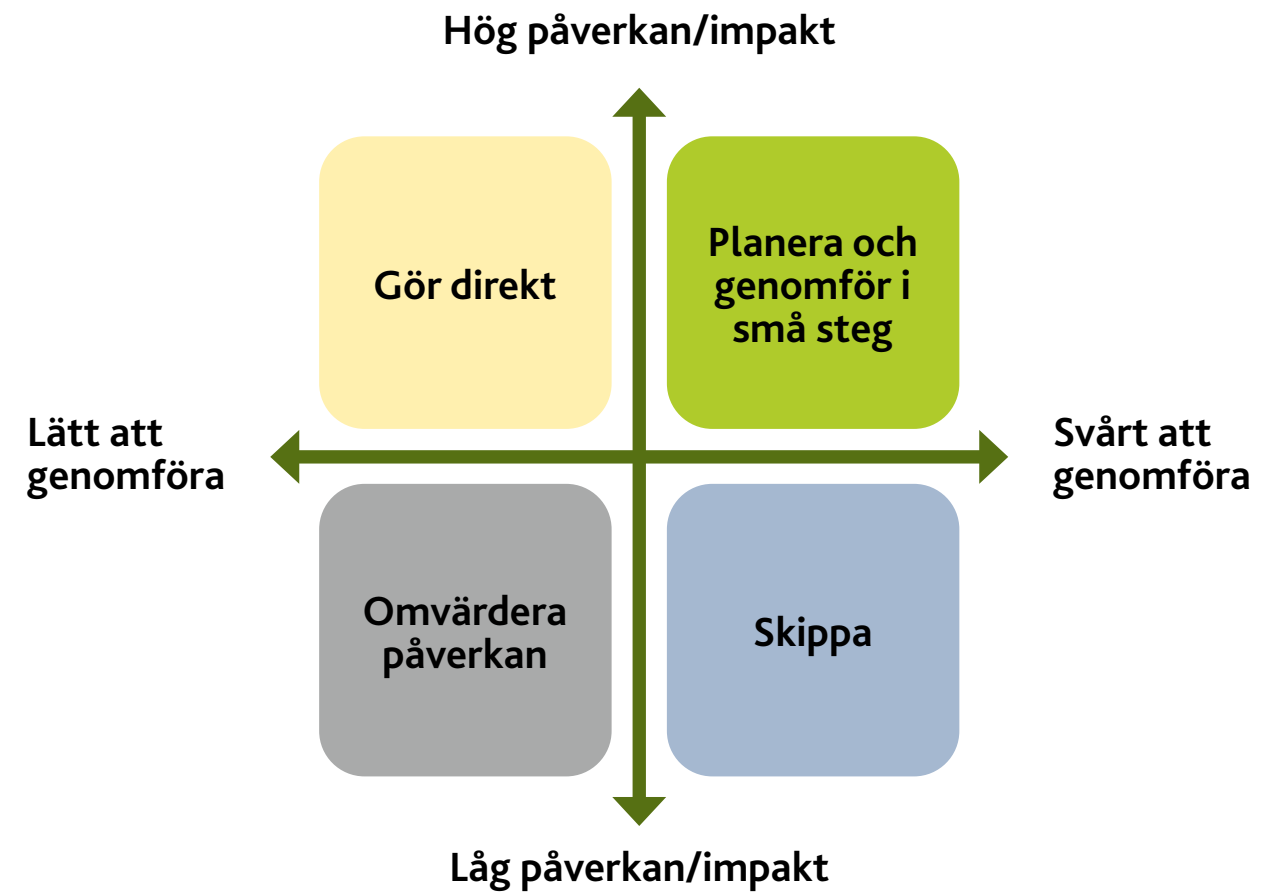 Hög påverkan/impakt
Gör direkt
Planera och
genomför i
små steg
Lätt att
genomföra
Svårt att
genomföra
Omvärdera
påverkan
Skippa
Låg påverkan/impakt